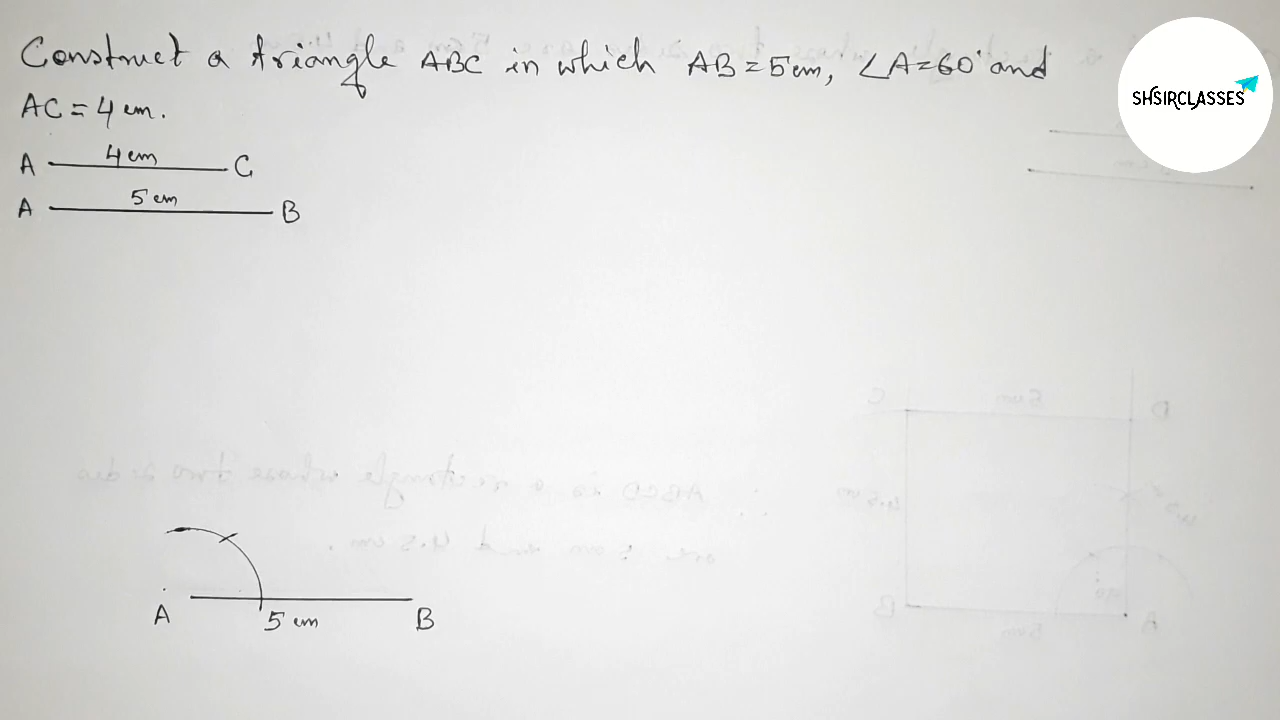 Construct a triangle ABC in which AB = 5 cm, ∠A = 60° and
AC = 4 cm.
SHSIRCLASSES
A 4 cm C
A 5 cm B
A 5 cm B